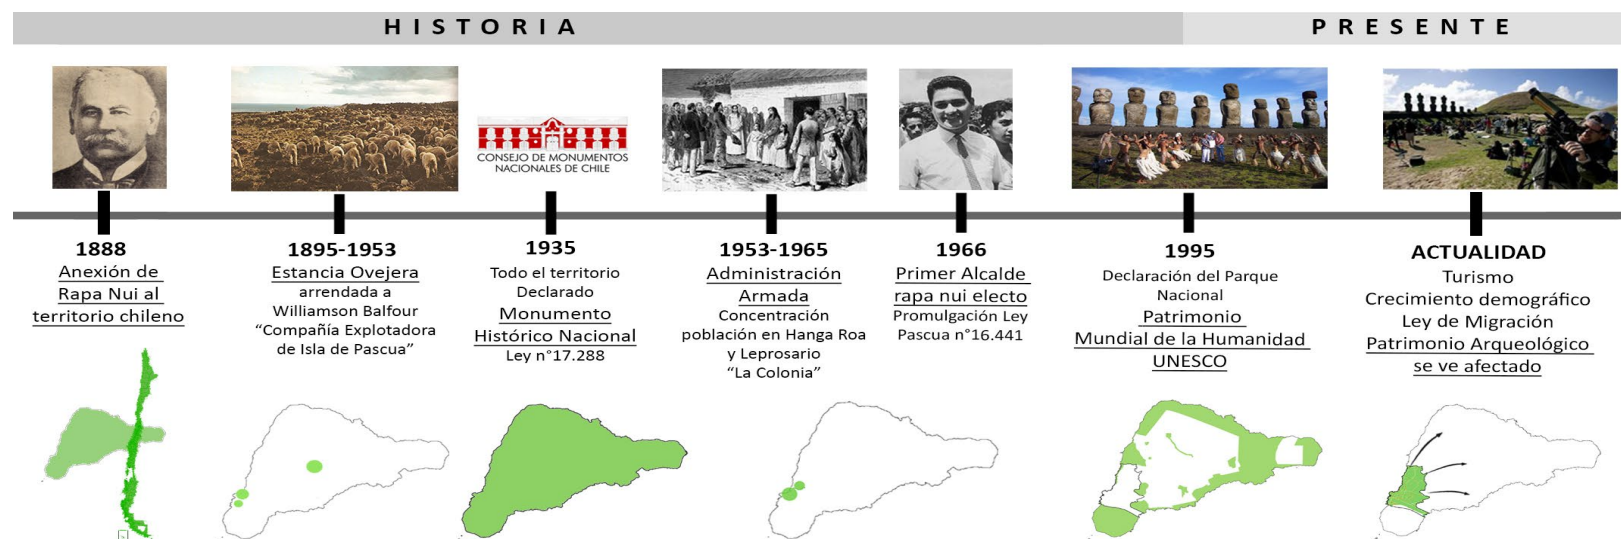 HISTORIA
PRESENTE
CONSEJO DE MONUMENTOS
NACIONALES DE CHILE
1888
Anexión de
Rapa Nui al
territorio chileno
1895-1953
Estancia Ovejera
arrendada a
Williamson Balfour
“Compañía Explotadora
de Isla de Pascua”
1935
Todo el territorio
Declarado
Monumento
Histórico Nacional
Ley n°17.288
1953-1965
Administración
Armada
Concentración
población en Hanga Roa
y Leprosario
“La Colonia”
1966
Primer Alcalde
rapa nui electo
Promulgación Ley
Pascua n°16.441
1995
Declaración del Parque
Nacional
Patrimonio
Mundial de la Humanidad
UNESCO
ACTUALIDAD
Turismo
Crecimiento demográfico
Ley de Migración
Patrimonio Arqueológico
se ve afectado